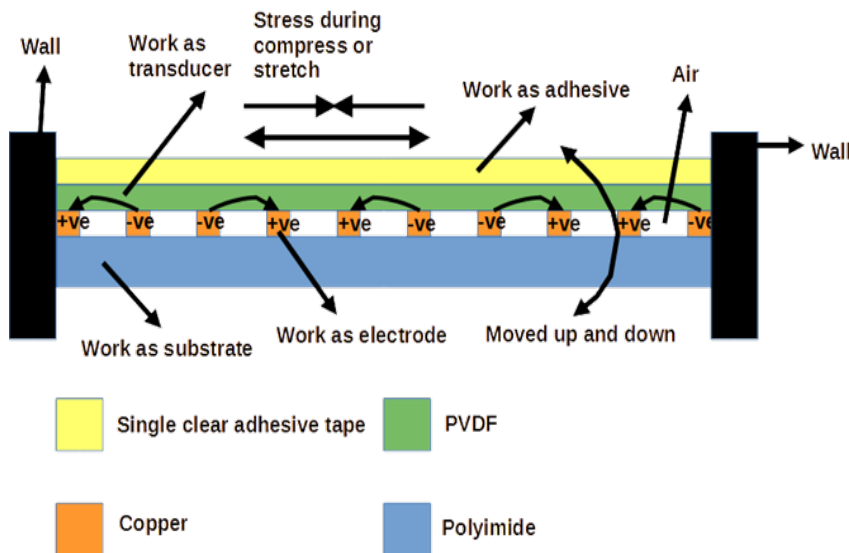 Stress during
compress or
stretch
Wall
Work as
transducer
Work as adhesive
Air
Wall
+ve -ve -ve +ve +ve -ve -ve +ve +ve -ve
Work as substrate
Work as electrode
Moved up and down
Single clear adhesive tape
PVDF
Copper
Polyimide